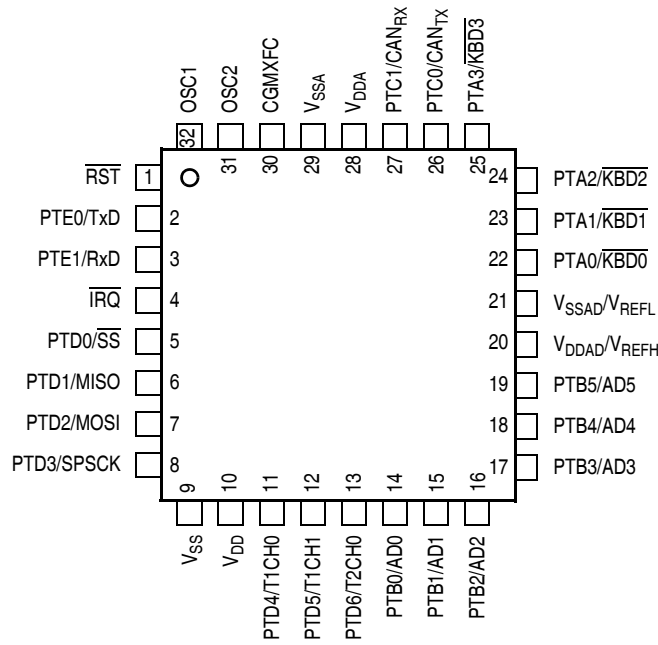 OSC1
OSC2
CGMXFC
VSSA
VDDA
PTC1/CANRX
PTC0/CANTX
PTA3/KBD3
32
31
30
29
28
27
26
25
RST 1
PTE0/TxD 2
PTE1/RxD 3
IRQ 4
PTD0/SS 5
PTD1/MISO 6
PTD2/MOSI 7
PTD3/SPSCK 8
24 PTA2/KBD2
23 PTA1/KBD1
22 PTA0/KBD0
21 VSSAD/VREFL
20 VDDAD/VREFH
19 PTB5/AD5
18 PTB4/AD4
17 PTB3/AD3
9
10
11
12
13
14
15
16
VSS
VDD
PTD4/T1CH0
PTD5/T1CH1
PTD6/T2CH0
PTB0/AD0
PTB1/AD1
PTB2/AD2